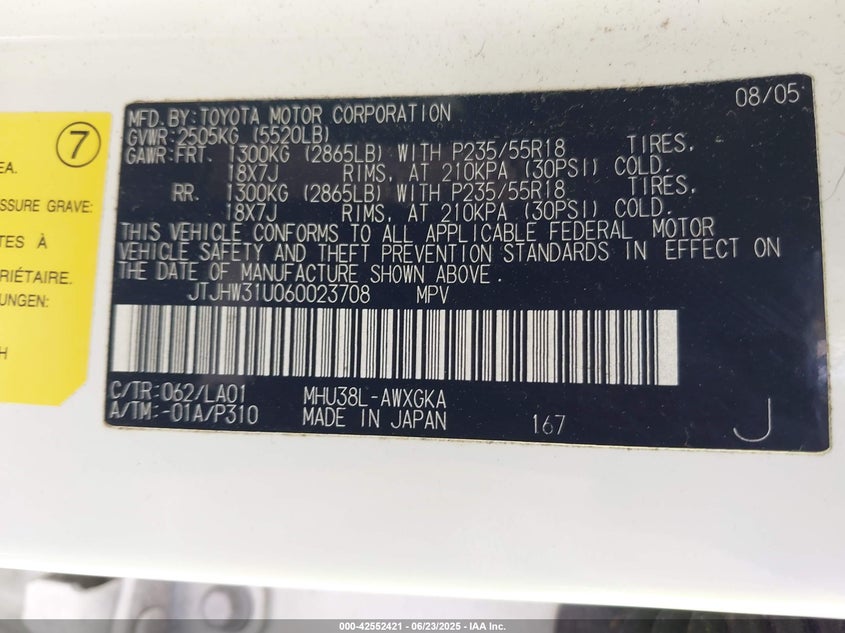 7
EA.
SSURE GRAVE:
TES À
RIÉTAIRE.
UNGEN:
H
MFD. BY: TOYOTA MOTOR CORPORATION 08/05
GVWR: 2505KG (5520LB)
GAWR: FRT. 1300KG (2865LB) WITH P235/55R18 TIRES,
18X7J RIMS, AT 210KPA (30PSI) COLD.
RR. 1300KG (2865LB) WITH P235/55R18 TIRES,
18X7J RIMS, AT 210KPA (30PSI) COLD.
THIS VEHICLE CONFORMS TO ALL APPLICABLE FEDERAL MOTOR
VEHICLE SAFETY AND THEFT PREVENTION STANDARDS IN EFFECT ON
THE DATE OF MANUFACTURE SHOWN ABOVE.
JTJHW31U060023708 MPV
C/TR: 062/LA01 MHU38L-AWXGKA
A/TM: -01A/P310 MADE IN JAPAN 167 J
000-42552421 - 06/23/2025 - IAA Inc.